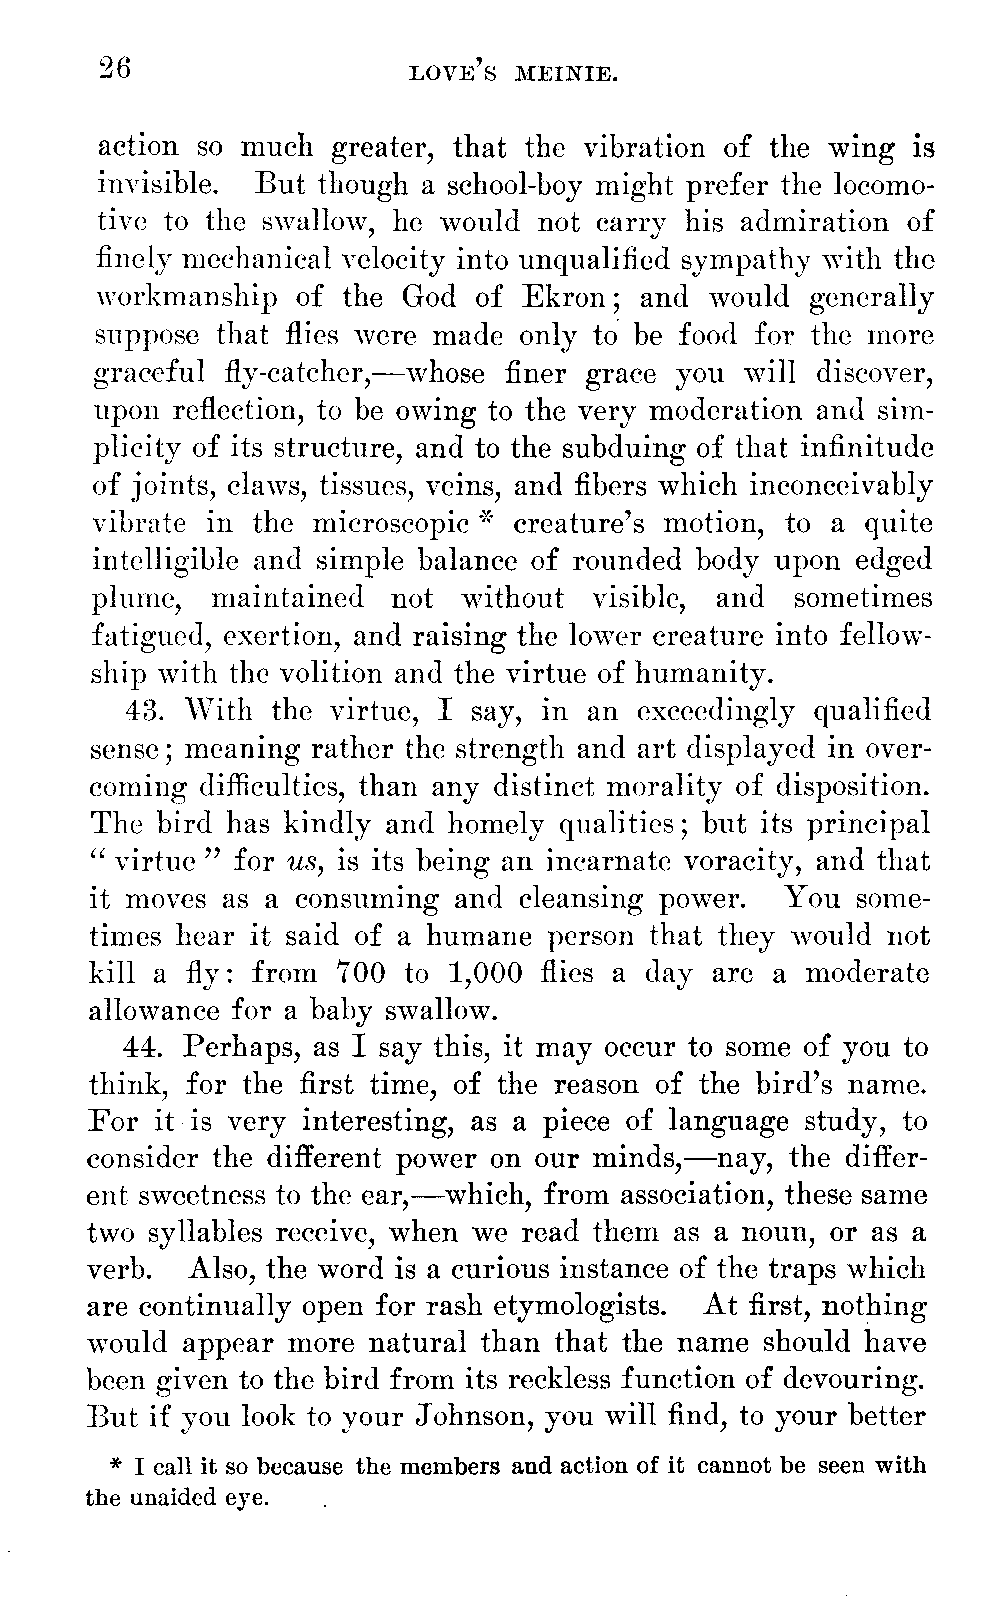 26 LOVE'S MEINIE.
action so much greater, that the vibration of the wing is
invisible. But though a school-boy might prefer the locomo-
tive to the swallow, he would not carry his admiration of
finely mechanical velocity into unqualified sympathy with the
workmanship of the God of Ekron; and would generally
suppose that flies were made only to be food for the more
graceful fly-catcher,—whose finer grace you will discover,
upon reflection, to be owing to the very moderation and sim-
plicity of its structure, and to the subduing of that infinitude
of joints, claws, tissues, veins, and fibers which inconceivably
vibrate in the microscopic * creature's motion, to a quite
intelligible and simple balance of rounded body upon edged
plume, maintained not without visible, and sometimes
fatigued, exertion, and raising the lower creature into fellow-
ship with the volition and the virtue of humanity.
43. With the virtue, I say, in an exceedingly qualified
sense; meaning rather the strength and art displayed in over-
coming difficulties, than any distinct morality of disposition.
The bird has kindly and homely qualities; but its principal
"virtue" for us, is its being an incarnate voracity, and that
it moves as a consuming and cleansing power. You some-
times hear it said of a humane person that they would not
kill a fly: from 700 to 1,000 flies a day are a moderate
allowance for a baby swallow.
44. Perhaps, as I say this, it may occur to some of you to
think, for the first time, of the reason of the bird's name.
For it is very interesting, as a piece of language study, to
consider the different power on our minds,—nay, the differ-
ent sweetness to the ear,—which, from association, these same
two syllables receive, when we read them as a noun, or as a
verb. Also, the word is a curious instance of the traps which
are continually open for rash etymologists. At first, nothing
would appear more natural than that the name should have
been given to the bird from its reckless function of devouring.
But if you look to your Johnson, you will find, to your better
* I call it so because the members and action of it cannot be seen with
the unaided eye.